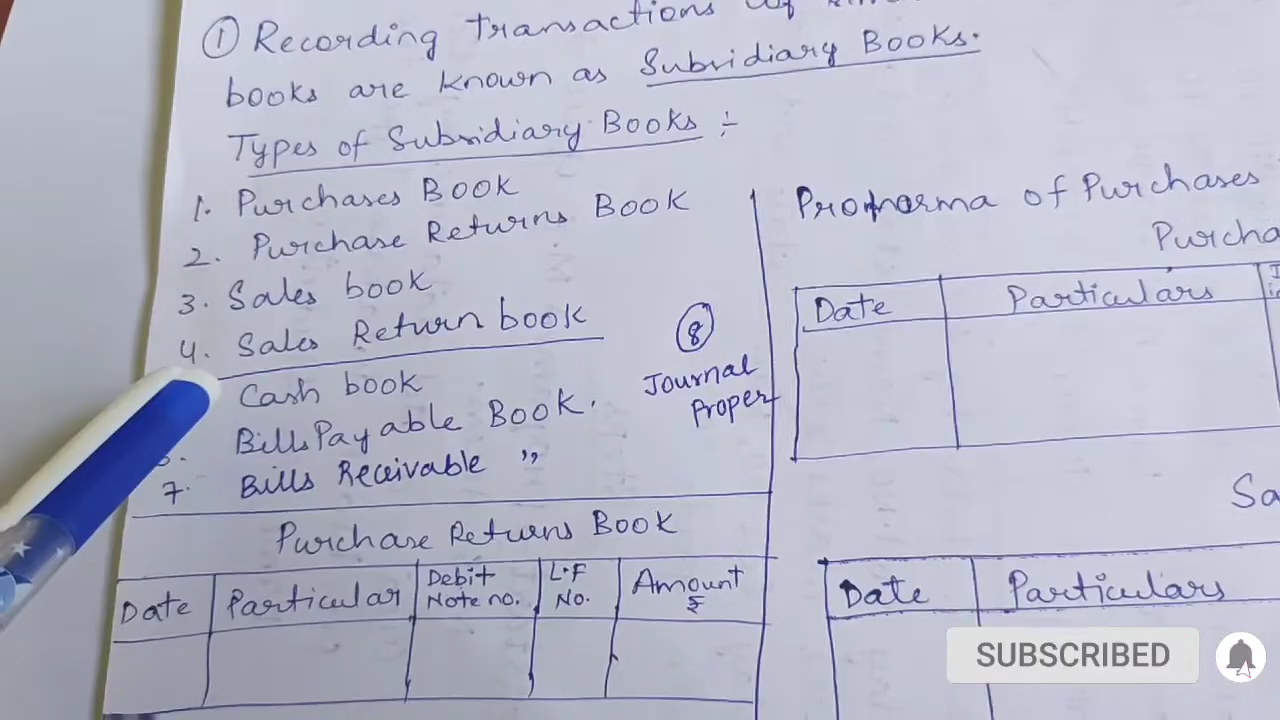 ① Recording Transactions
books are known as Subsidiary Books.
Types of Subsidiary Books :-
1. Purchases Book
2. Purchase Returns Book
3. Sales book
4. Sales Return book
Cash book
Bills Payable Book.
7. Bills Receivable ,,
⑧
Journal
Proper
Purchase Returns Book
Date Particular Debit Note no. L.F No. Amount ₹
Proforma of Purchases
Date Particulars
Date Particulars
SUBSCRIBED